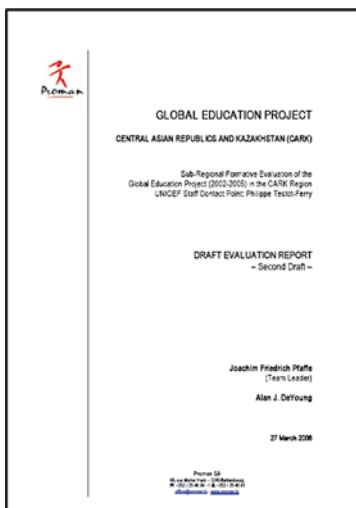 Proman
GLOBAL EDUCATION PROJECT
CENTRAL ASIAN REPUBLICS AND KAZAKHSTAN (CARK)
Sub-Regional Formative Evaluation of the
Global Education Project (2002-2005) in the CARK Region
UNICEF Staff Contact Point: Philippe Testot-Ferry
DRAFT EVALUATION REPORT
– Second Draft –
Joachim Friedrich Pfaffe
(Team Leader)
Alan J. DeYoung
27 March 2006
Proman SA